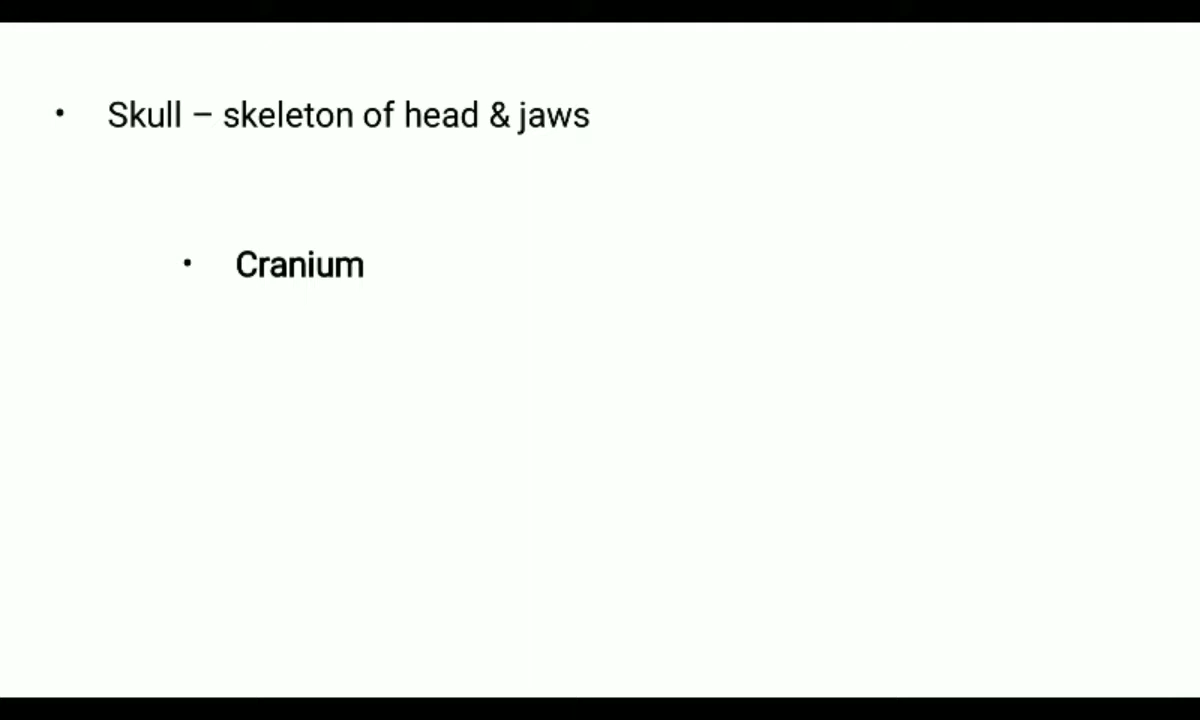 • Skull – skeleton of head & jaws
• Cranium